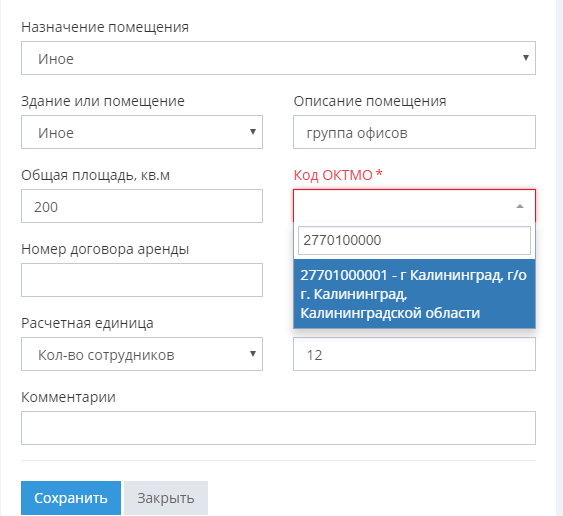 Назначение помещения
Иное
Здание или помещение
Описание помещения
Иное
группа офисов
Общая площадь, кв.м
Код ОКТМО *
200
2770100000
27701000001 - г Калининград, г/о
г. Калининград,
Калининградской области
Номер договора аренды
Расчетная единица
Кол-во сотрудников
12
Комментарии
Сохранить
Закрыть